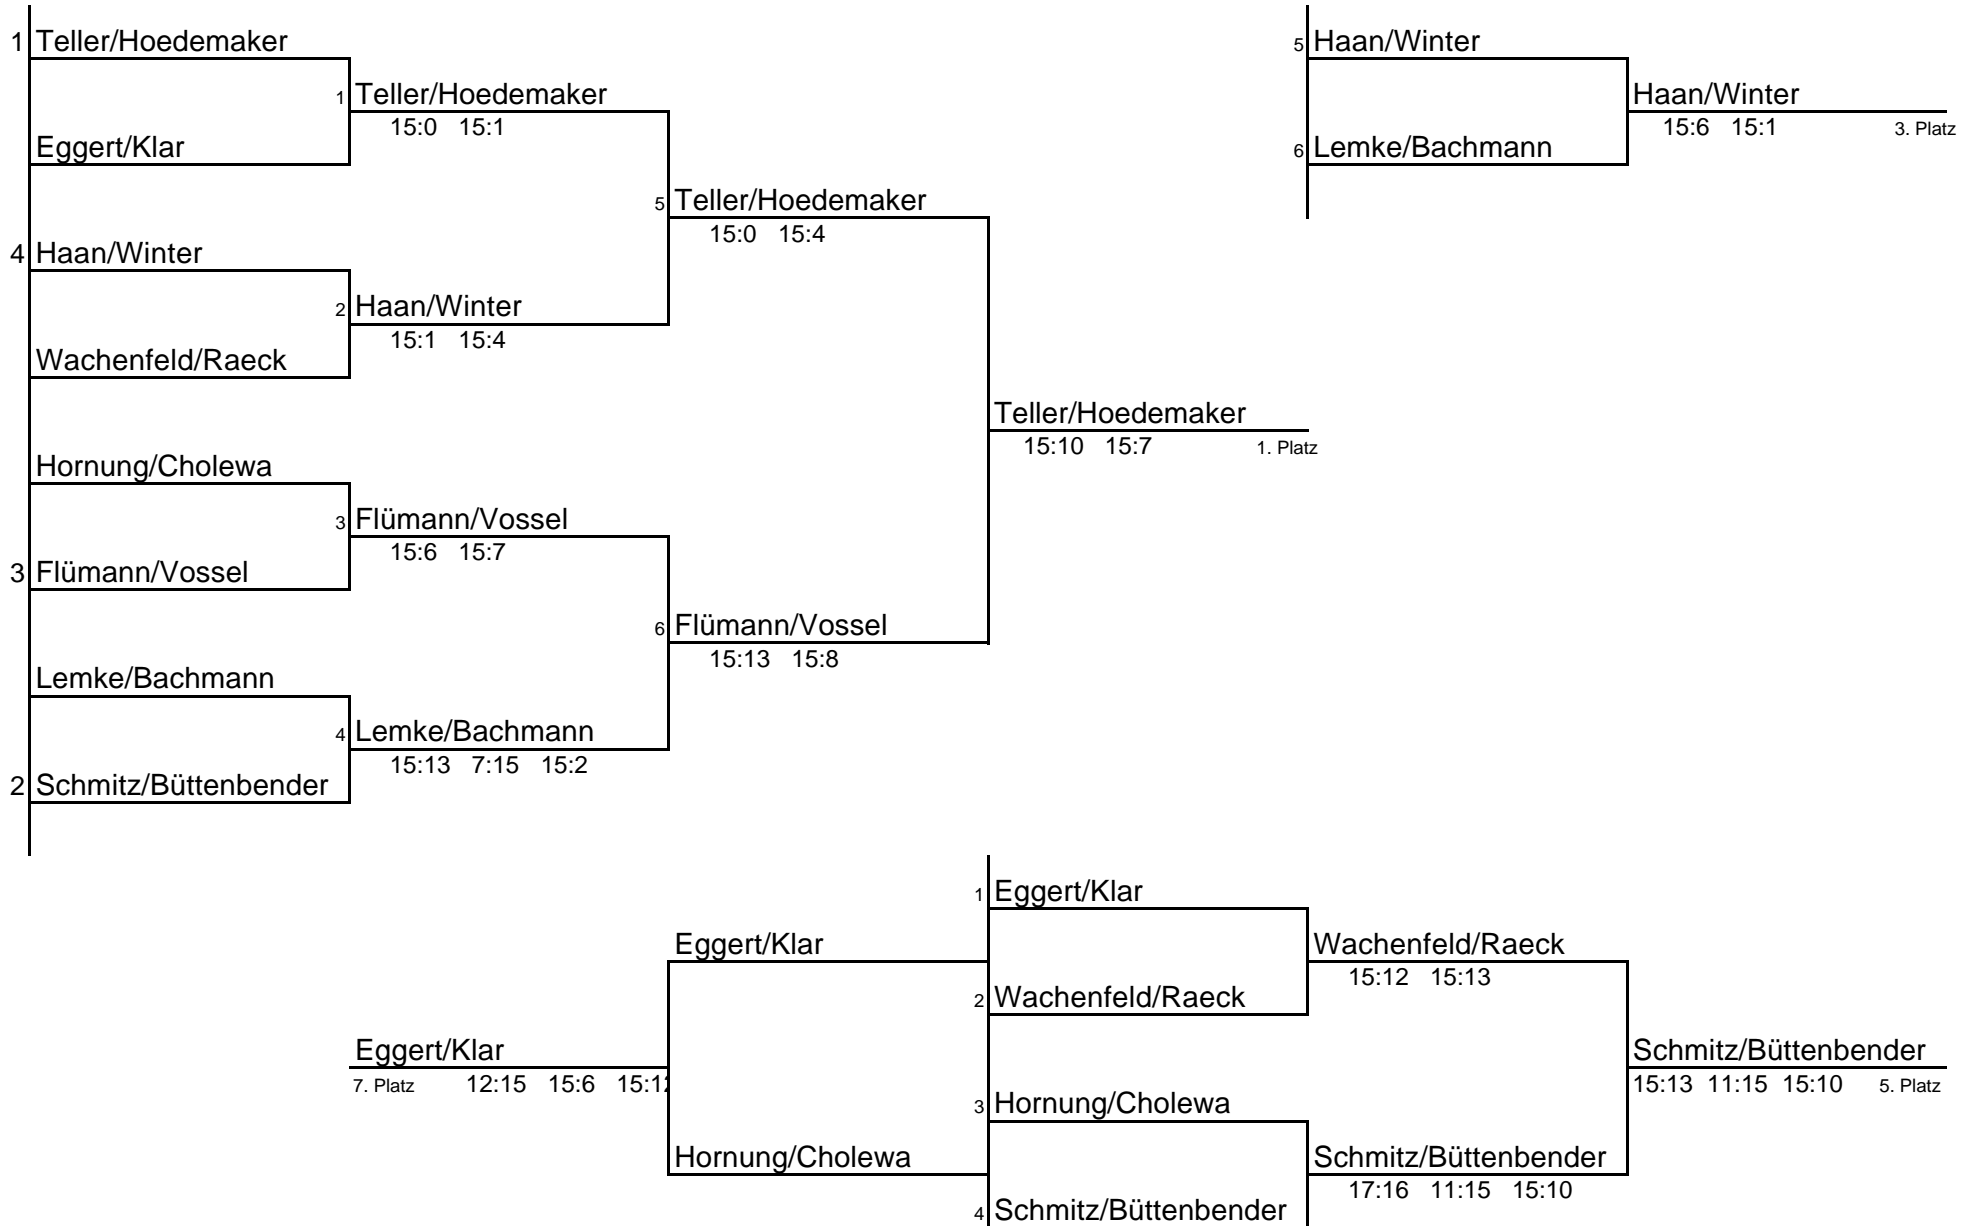 1 Teller/Hoedemaker
1 Teller/Hoedemaker
15:0 15:1
Eggert/Klar
5 Teller/Hoedemaker
15:0 15:4
4 Haan/Winter
2 Haan/Winter
15:1 15:4
Wachenfeld/Raeck
Teller/Hoedemaker
15:10 15:7 1. Platz
Hornung/Cholewa
3 Flümann/Vossel
15:6 15:7
3 Flümann/Vossel
6 Flümann/Vossel
15:13 15:8
Lemke/Bachmann
4 Lemke/Bachmann
15:13 7:15 15:2
2 Schmitz/Büttenbender
5 Haan/Winter
Haan/Winter
15:6 15:1 3. Platz
6 Lemke/Bachmann
1 Eggert/Klar
Eggert/Klar
Wachenfeld/Raeck
15:12 15:13
2 Wachenfeld/Raeck
Eggert/Klar
7. Platz 12:15 15:6 15:12
Schmitz/Büttenbender
15:13 11:15 15:10 5. Platz
3 Hornung/Cholewa
Hornung/Cholewa
Schmitz/Büttenbender
17:16 11:15 15:10
4 Schmitz/Büttenbender